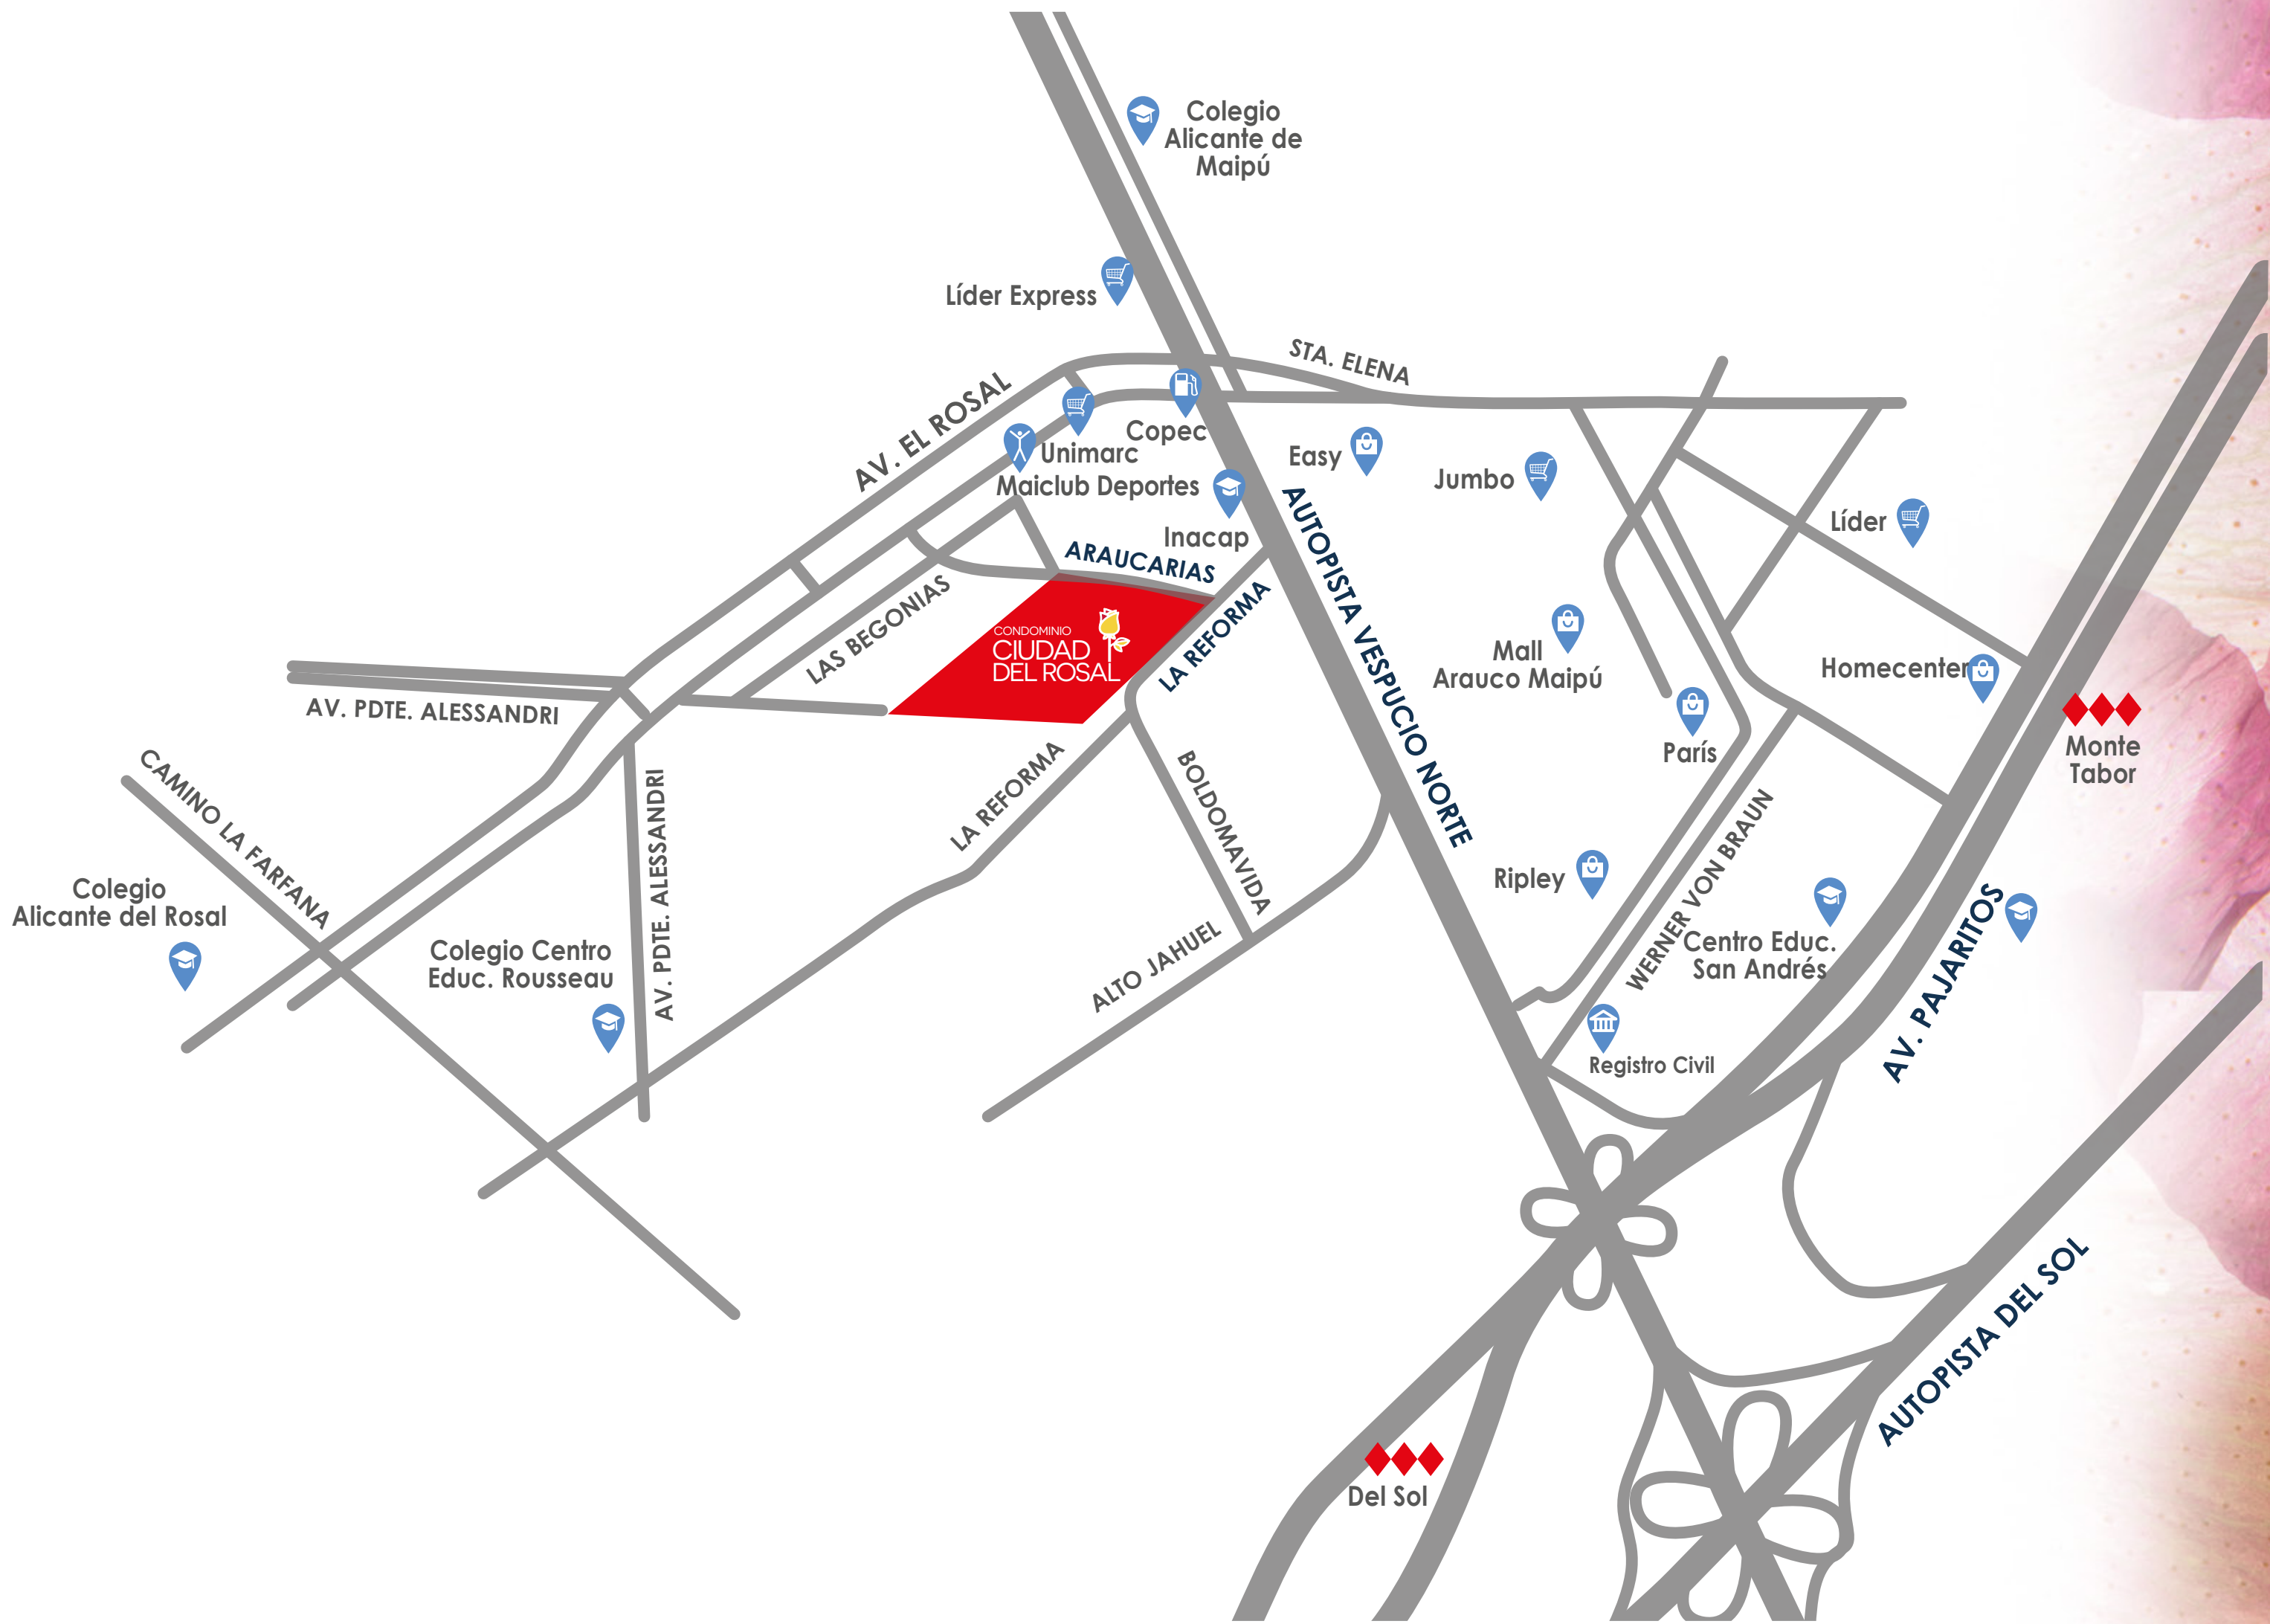 Colegio
Alicante de
Maipú
Líder Express
STA. ELENA
AV. EL ROSAL
Copec
Unimarc
Easy
Maiclub Deportes
Jumbo
Líder
Inacap
ARAUCARIAS
AUTOPISTA VESPUCIO NORTE
LAS BEGONIAS
CONDOMINIO
CIUDAD
DEL ROSAL
LA REFORMA
Mall
Arauco Maipú
Homecenter
AV. PDTE. ALESSANDRI
París
Monte
Tabor
CAMINO LA FARFANA
LA REFORMA
BOLDOMAVIDA
AV. PDTE. ALESSANDRI
WERNER VON BRAUN
Ripley
Colegio
Alicante del Rosal
Colegio Centro
Educ. Rousseau
ALTO JAHUEL
Centro Educ.
San Andrés
AV. PAJARITOS
Registro Civil
AUTOPISTA DEL SOL
Del Sol